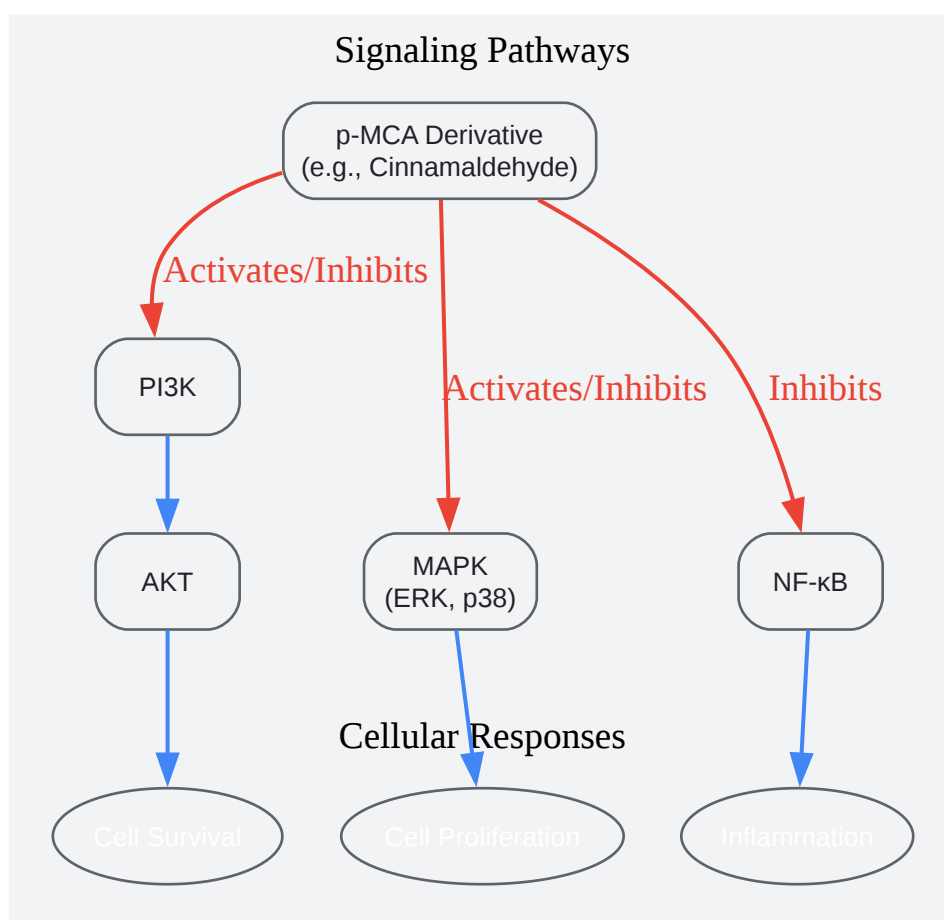 Signaling Pathways
p-MCA Derivative
(e.g., Cinnamaldehyde)
Activates/Inhibits
PI3K
Activates/Inhibits
Inhibits
AKT
MAPK
(ERK, p38)
NF-κB
Cellular Responses
Cell Survival
Cell Proliferation
Inflammation